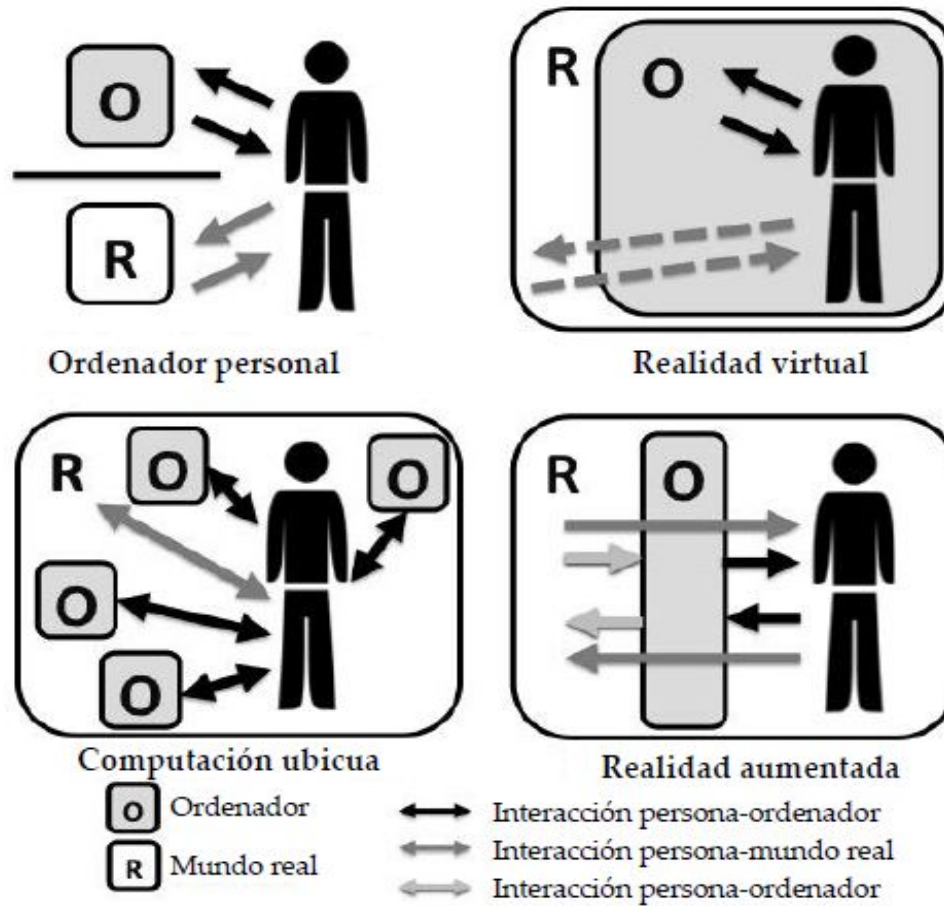 O
R
Ordenador personal
R O
Realidad virtual
R O O
O
O
Computación ubicua
R O
Realidad aumentada
O Ordenador
R Mundo real
Interacción persona-ordenador
Interacción persona-mundo real
Interacción persona-ordenador